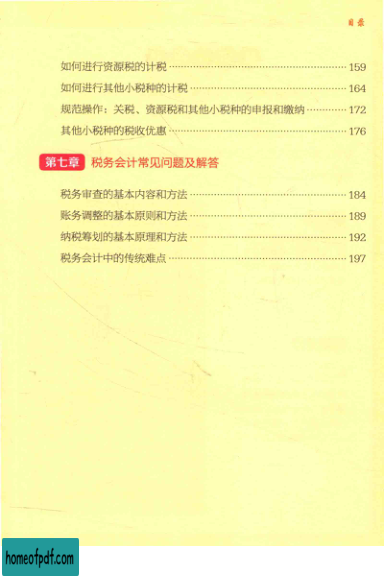 目录
如何进行资源税的计税 159
如何进行其他小税种的计税 164
规范操作：关税、资源税和其他小税种的申报和缴纳 172
其他小税种的税收优惠 176
第七章 税务会计常见问题及解答
税务审查的基本内容和方法 184
账务调整的基本原则和方法 189
纳税筹划的基本原理和方法 192
税务会计中的传统难点 197
homeofpdf.com